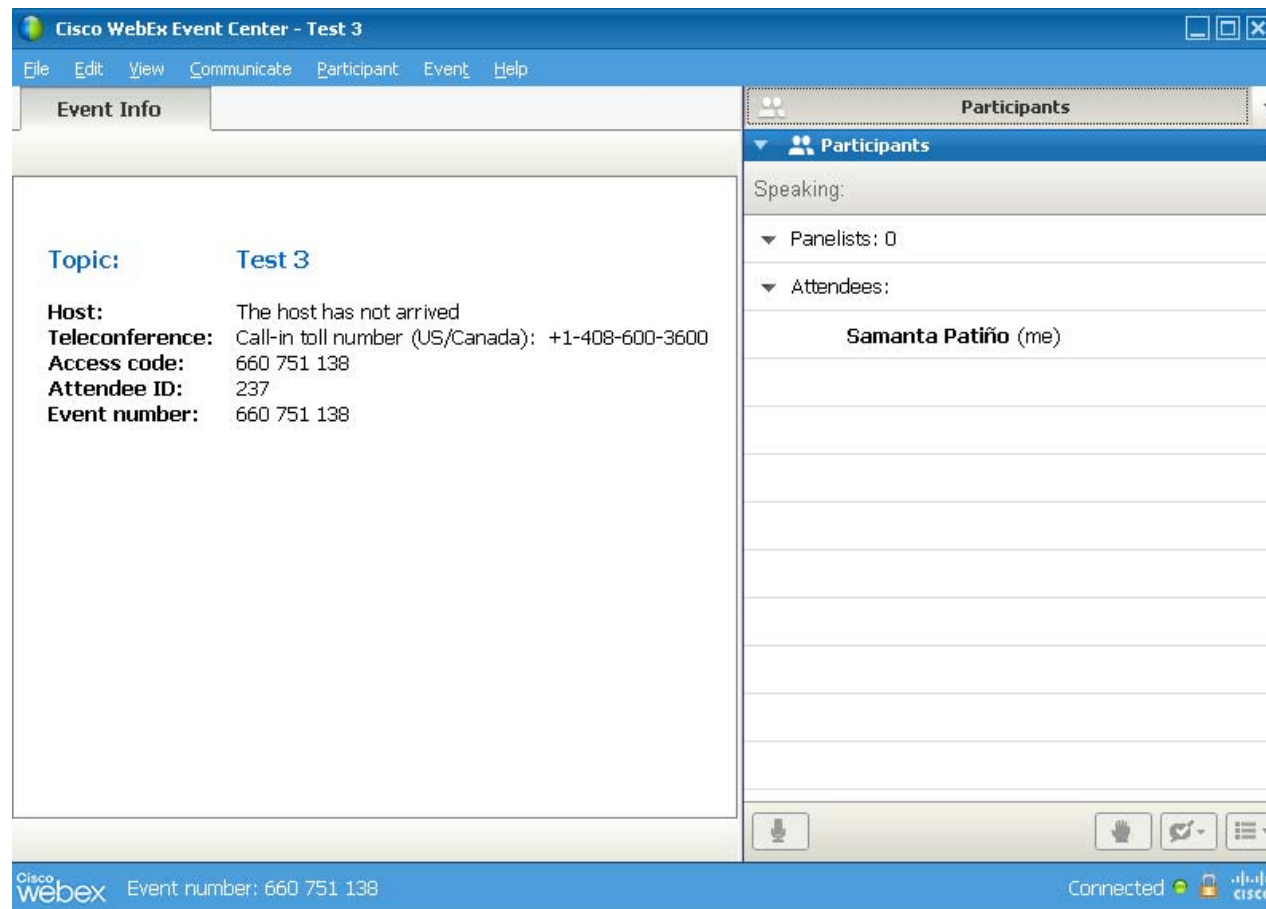 Cisco WebEx Event Center - Test 3
File Edit View Communicate Participant Event Help
Event Info
Participants
Participants
Speaking:
Panelists: 0
Attendees:
Samanta Patiño (me)
Topic: Test 3
Host: The host has not arrived
Teleconference: Call-in toll number (US/Canada): +1-408-600-3600
Access code: 660 751 138
Attendee ID: 237
Event number: 660 751 138
Cisco webex Event number: 660 751 138
Connected
cisco